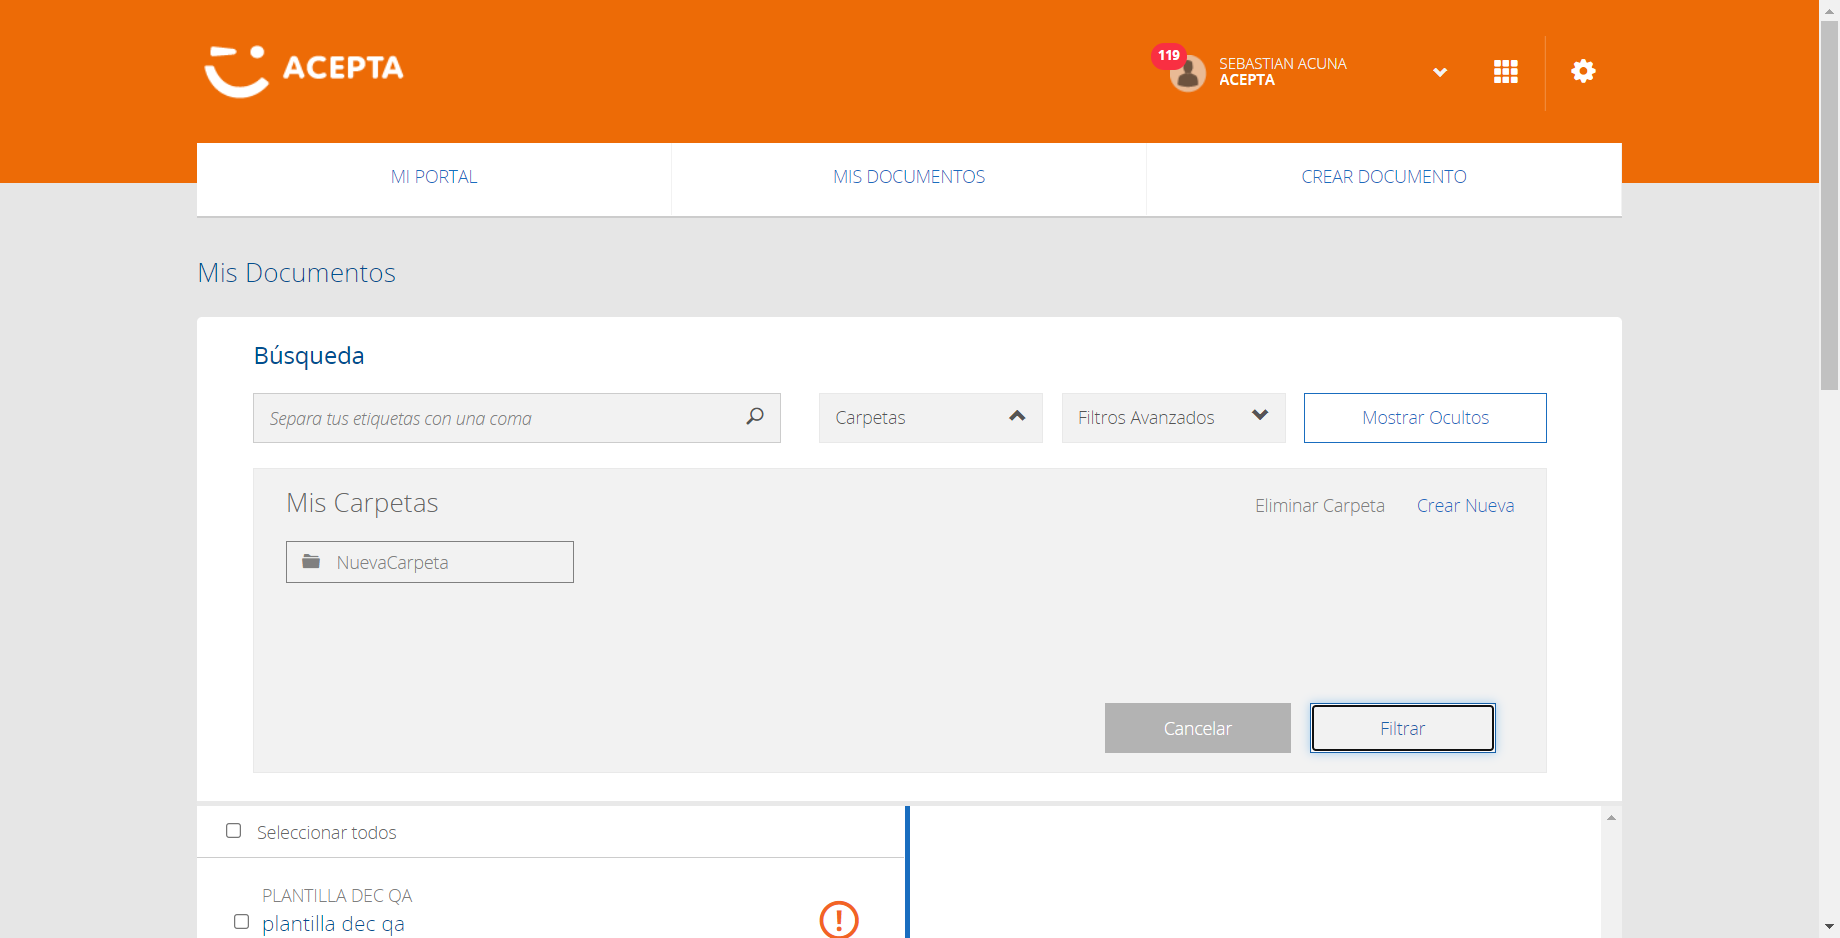 ACEPTA
119
SEBASTIAN ACUNA
ACEPTA
MI PORTAL
MIS DOCUMENTOS
CREAR DOCUMENTO
Mis Documentos
Búsqueda
Separa tus etiquetas con una coma
Carpetas
Filtros Avanzados
Mostrar Ocultos
Mis Carpetas
Eliminar Carpeta
Crear Nueva
NuevaCarpeta
Cancelar
Filtrar
Seleccionar todos
PLANTILLA DEC QA
plantilla dec qa